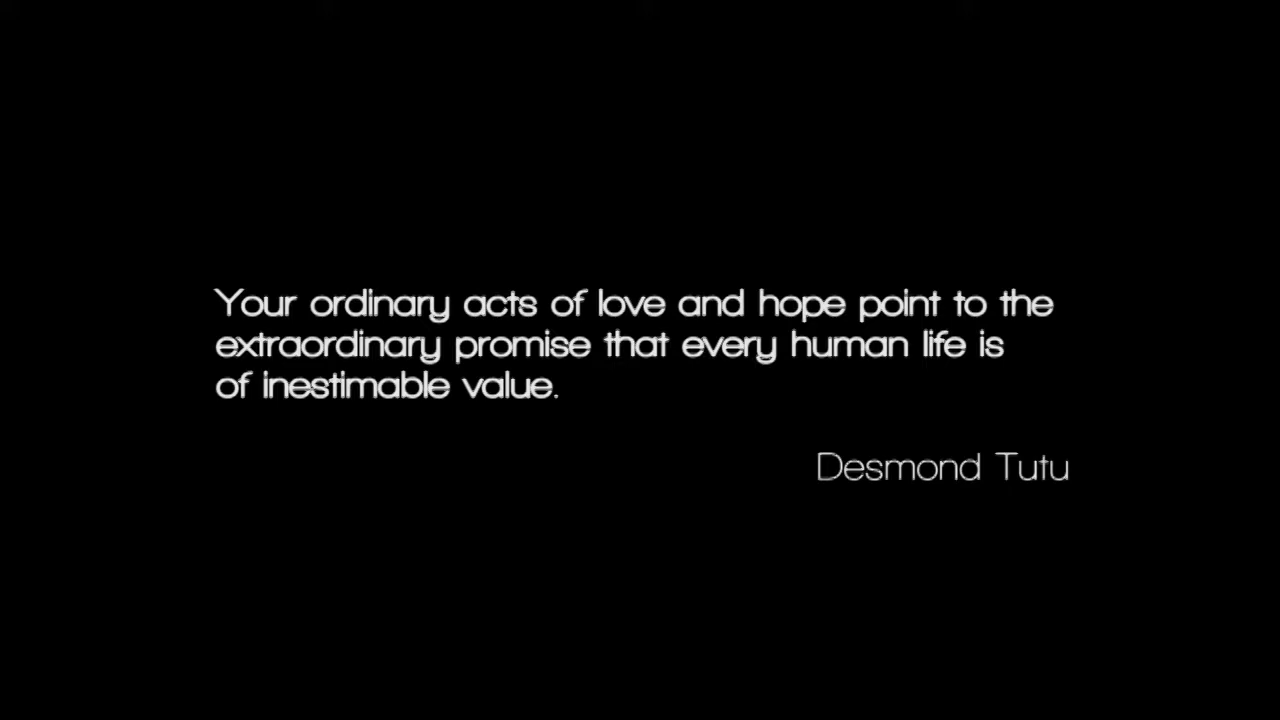 Your ordinary acts of love and hope point to the
extraordinary promise that every human life is
of inestimable value.
Desmond Tutu